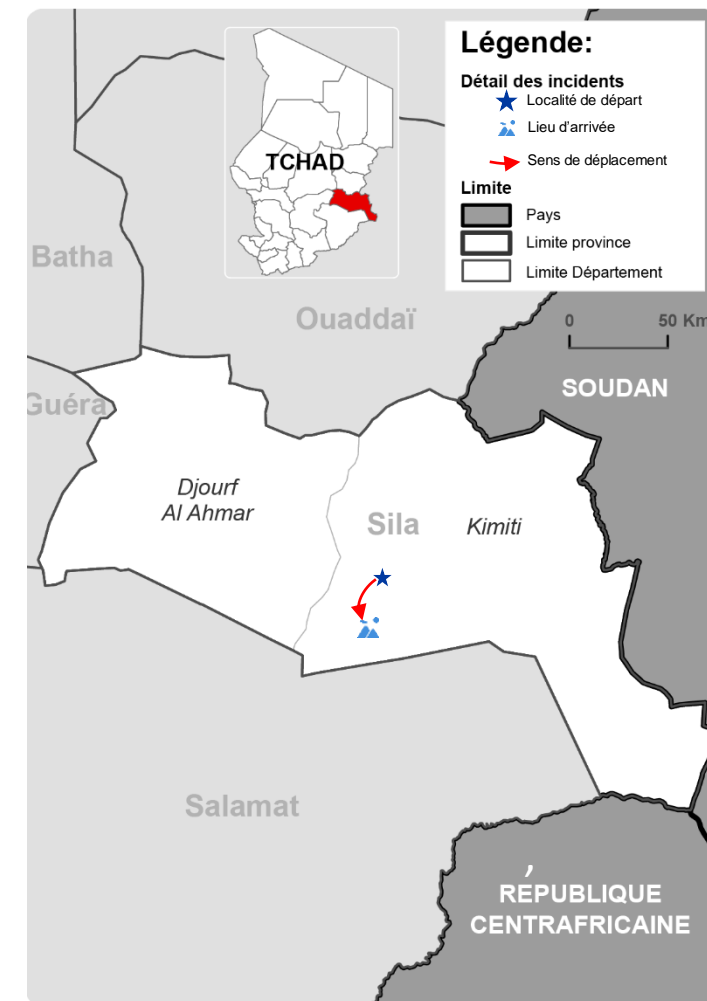 Légende:
Détail des incidents
Localité de départ
Lieu d'arrivée
Sens de déplacement
Limite
Pays
Limite province
Limite Département
TCHAD
Batha
Ouaddaï
0 50 Km
SOUDAN
Guéra
Djourf
Al Ahmar
Sila
Kimiti
Salamat
RÉPUBLIQUE
CENTRAFRICAINE